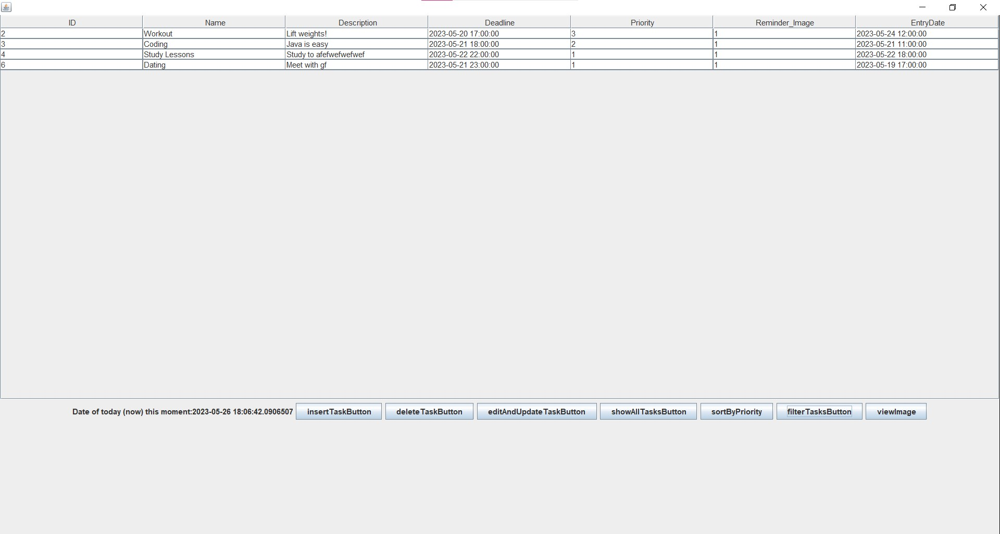 ID Name Description Deadline Priority Reminder_Image EntryDate
2 Workout Lift weights! 2023-05-20 17:00:00 3 1 2023-05-24 12:00:00
3 Coding Java is easy 2023-05-21 18:00:00 2 1 2023-05-21 11:00:00
4 Study Lessons Study to afefwefwefwef 2023-05-22 22:00:00 1 1 2023-05-22 18:00:00
6 Dating Meet with gf 2023-05-21 23:00:00 1 1 2023-05-19 17:00:00
Date of today (now) this moment:2023-05-26 18:06:42.0906507 insertTaskButton deleteTaskButton editAndUpdateTaskButton showAllTasksButton sortByPriority filterTasksButton viewImage